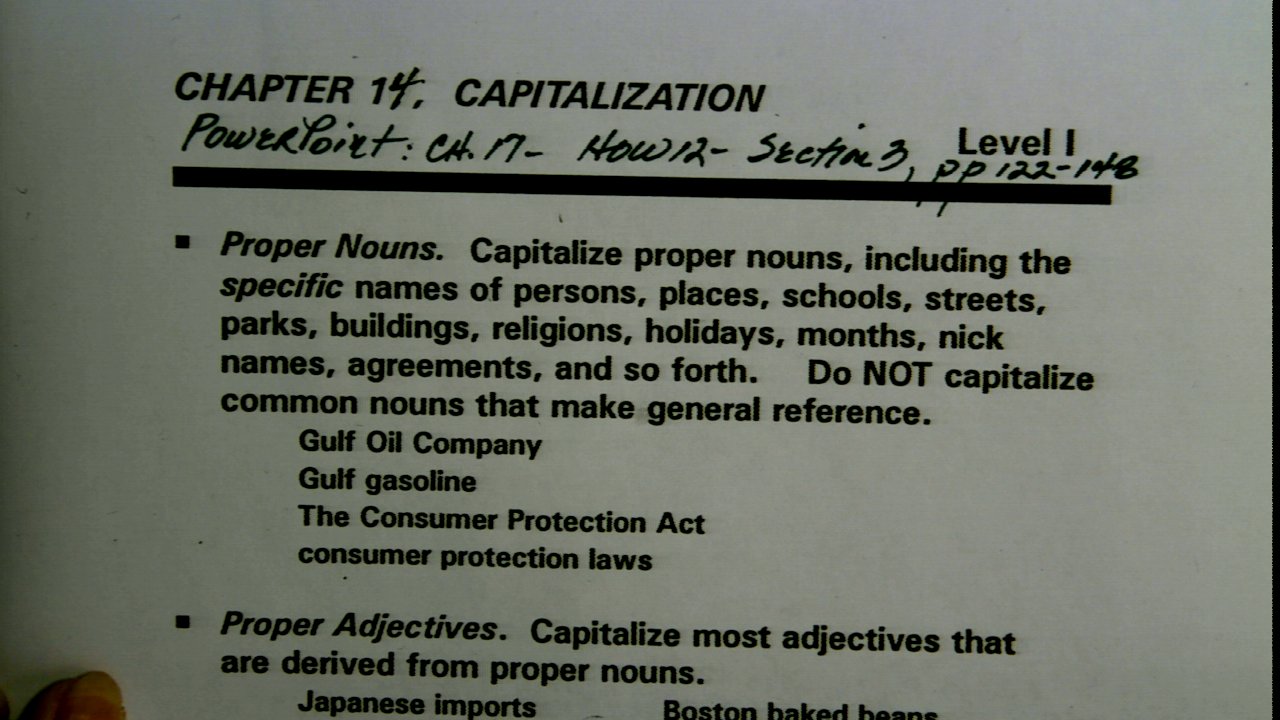 CHAPTER 14. CAPITALIZATION
PowerPoint: CH. 17- HOW12- Section 3, pp 122-148
Level I
■ Proper Nouns. Capitalize proper nouns, including the
specific names of persons, places, schools, streets,
parks, buildings, religions, holidays, months, nick
names, agreements, and so forth. Do NOT capitalize
common nouns that make general reference.
Gulf Oil Company
Gulf gasoline
The Consumer Protection Act
consumer protection laws
■ Proper Adjectives. Capitalize most adjectives that
are derived from proper nouns.
Japanese imports Boston baked beans